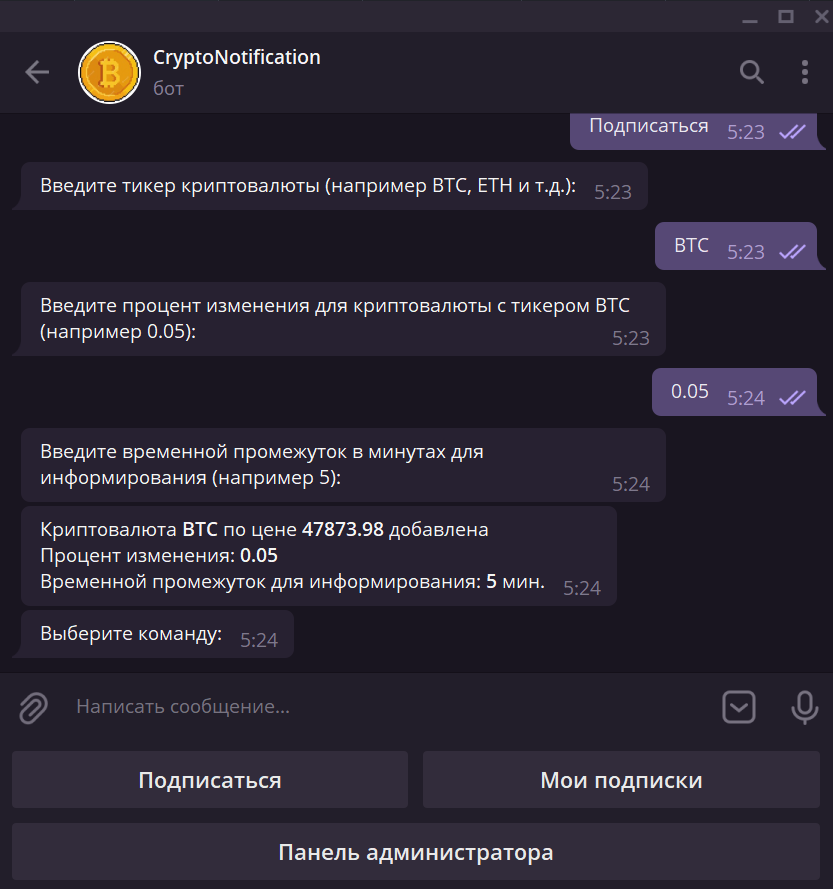 CryptoNotification
бот
Подписаться 5:23
Введите тикер криптовалюты (например BTC, ETH и т.д.): 5:23
BTC 5:23
Введите процент изменения для криптовалюты с тикером BTC
(например 0.05): 5:23
0.05 5:24
Введите временной промежуток в минутах для
информирования (например 5): 5:24
Криптовалюта BTC по цене 47873.98 добавлена
Процент изменения: 0.05
Временной промежуток для информирования: 5 мин. 5:24
Выберите команду: 5:24
Написать сообщение...
Подписаться
Мои подписки
Панель администратора